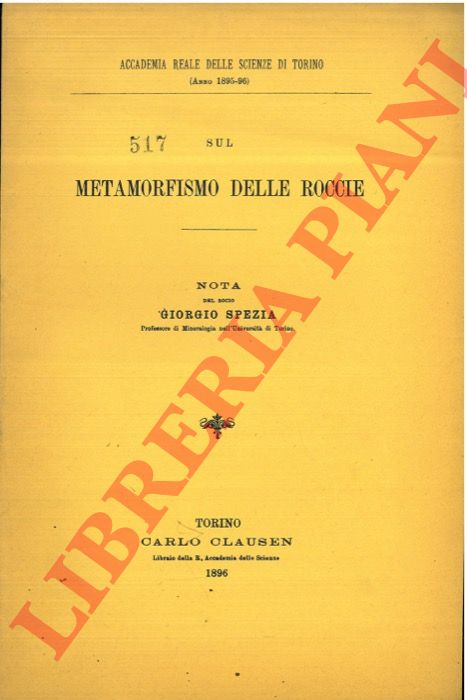 ACCADEMIA REALE DELLE SCIENZE DI TORINO
(ANNO 1895-96)
517
SUL
METAMORFISMO DELLE ROCCIE
NOTA
DEL SOCIO
GIORGIO SPEZIA
Professore di Mineralogia nell'Università di Torino.
TORINO
CARLO CLAUSEN
Libraio della R. Accademia delle Scienze
1896
LIBRERIA PIANI